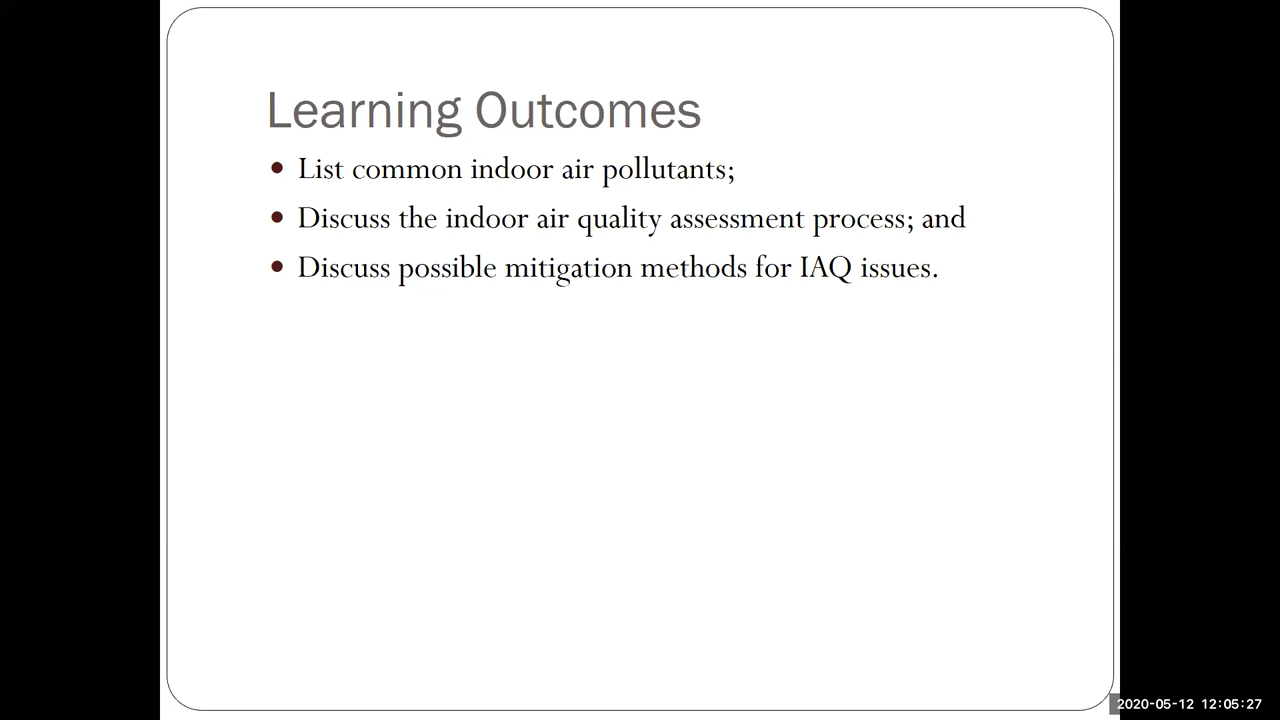 Learning Outcomes
• List common indoor air pollutants;
• Discuss the indoor air quality assessment process; and
• Discuss possible mitigation methods for IAQ issues.
2020-05-12 12:05:27